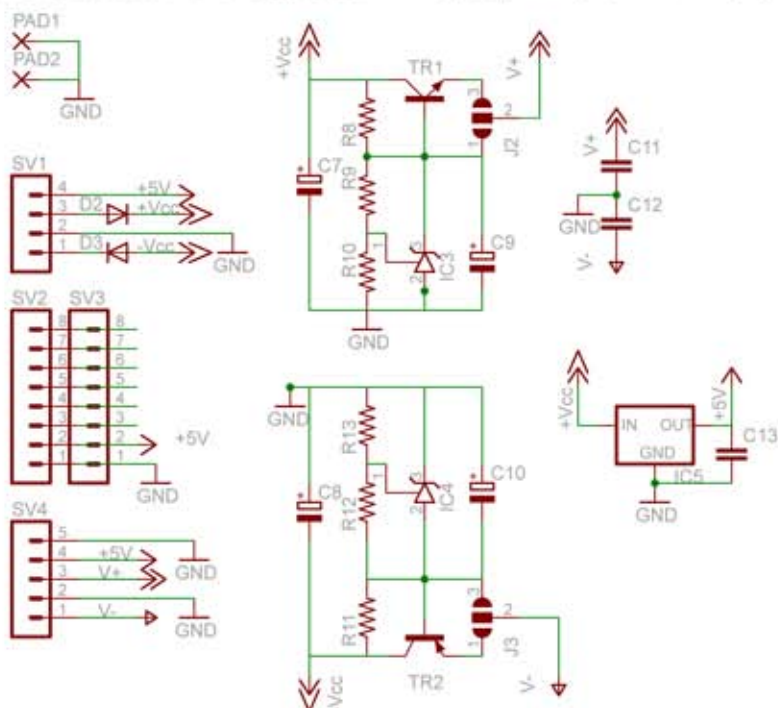 PAD1
PAD2
GND
SV1
4 +5V
3 D2 +Vcc
2
1 D3 -Vcc
GND
SV2 SV3
8 8
7 7
6 6
5 5
4 4
3 3
2 2 +5V
1 1
GND
SV4
5
4 +5V
3 V+
2
1 V-
GND
GND
+Vcc
TR1
V+
R8
3
2
1
J2
C7
R9
R10
1
3
2
IC3
C9
GND
V+
C11
GND
C12
V-
GND
R13
C8
R12
1
3
2
IC4
C10
R11
3
2
1
J3
TR2
Vcc
V-
+Vcc
IN OUT
GND
IC5
+5V
C13
GND